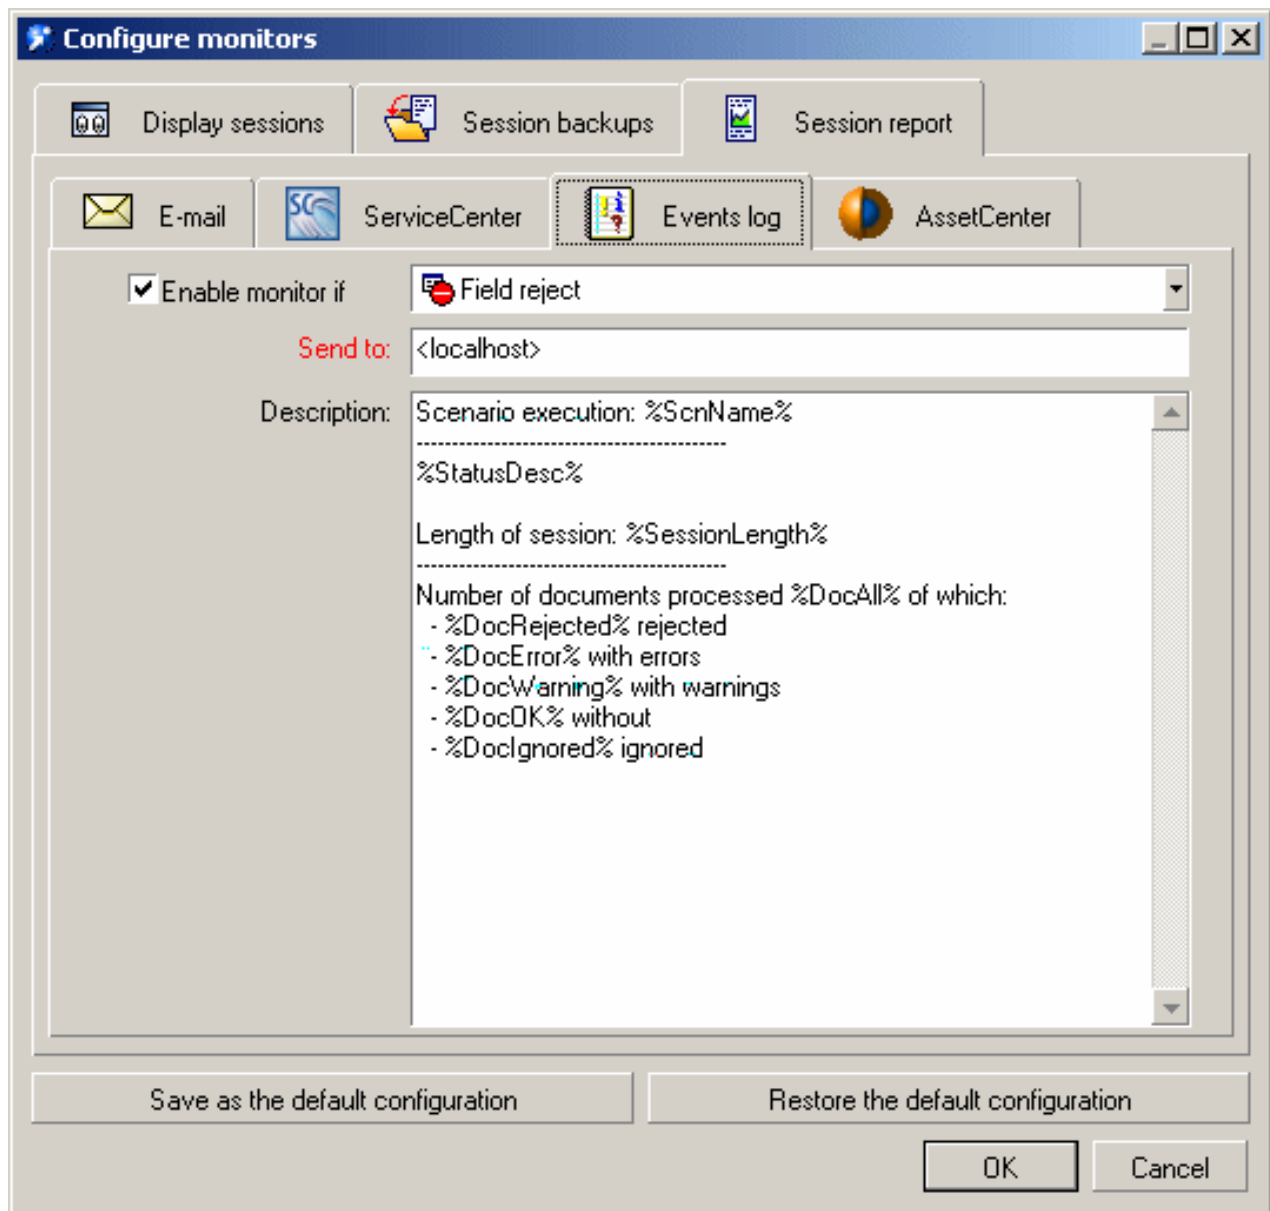 Configure monitors
Display sessions
Session backups
Session report
E-mail
ServiceCenter
Events log
AssetCenter
Enable monitor if
Field reject
Send to:
<localhost>
Description:
Scenario execution: %ScnName%
--------------------------------------------
%StatusDesc%
Length of session: %SessionLength%
--------------------------------------------
Number of documents processed %DocAll% of which:
- %DocRejected% rejected
- %DocError% with errors
- %DocWarning% with warnings
- %DocOK% without
- %DocIgnored% ignored
Save as the default configuration
Restore the default configuration
OK
Cancel